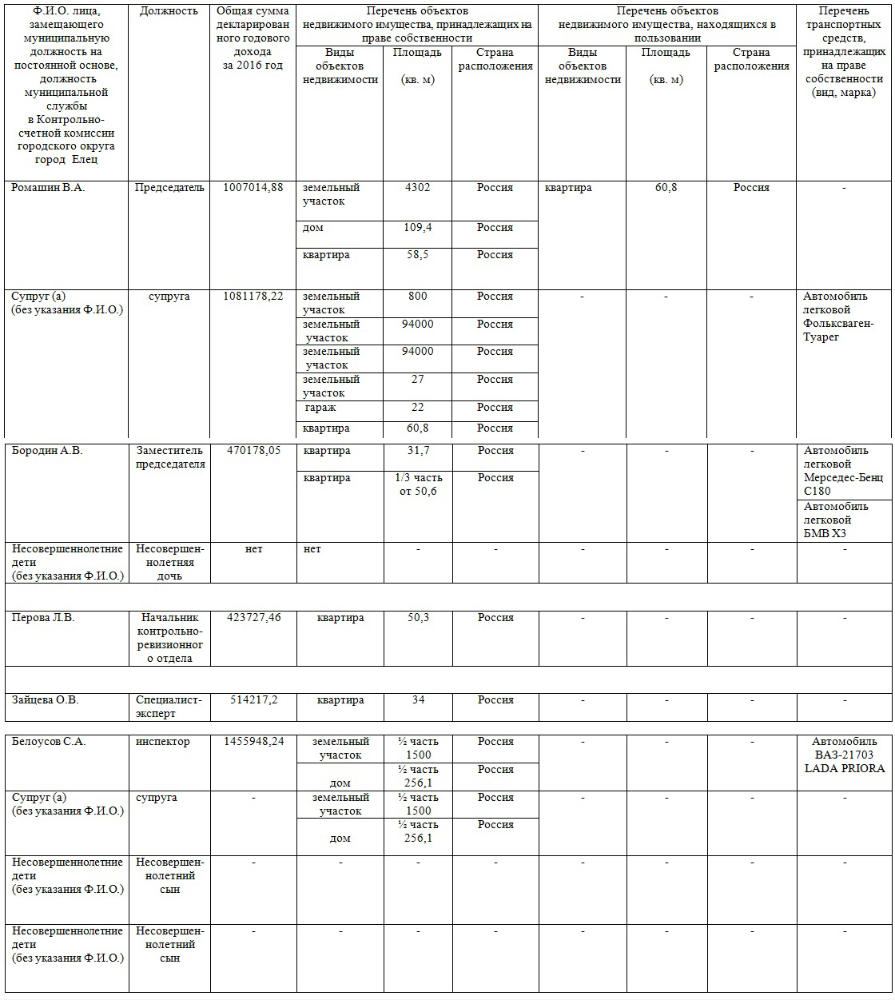 Ф.И.О. лица,
замещающего
муниципальную
должность на
постоянной основе,
должность
муниципальной
службы
в Контрольно-
счетной комиссии
городского округа
город Елец
Должность
Общая сумма
декларирован
ного годового
дохода
за 2016 год
Перечень объектов
недвижимого имущества, принадлежащих на
праве собственности
Перечень объектов
недвижимого имущества, находящихся в
пользовании
Перечень
транспортных
средств,
принадлежащих
на праве
собственности
(вид, марка)
Виды
объектов
недвижимости
Площадь
(кв. м)
Страна
расположения
Виды
объектов
недвижимости
Площадь
(кв. м)
Страна
расположения
Ромашин В.А.
Председатель
1007014,88
земельный
участок
4302
Россия
квартира
60,8
Россия
-
дом
109,4
Россия
квартира
58,5
Россия
Супруг (а)
(без указания Ф.И.О.)
супруга
1081178,22
земельный
участок
800
Россия
-
-
-
Автомобиль
легковой
Фольксваген-
Туарег
земельный
участок
94000
Россия
земельный
участок
94000
Россия
земельный
участок
27
Россия
гараж
22
Россия
квартира
60,8
Россия
Бородин А.В.
Заместитель
председателя
470178,05
квартира
31,7
Россия
-
-
-
Автомобиль
легковой
Мерседес-Бенц
С180
квартира
1/3 часть
от 50,6
Россия
Автомобиль
легковой
БМВ Х3
Несовершеннолетние
дети
(без указания Ф.И.О.)
Несовершен-
нолетняя
дочь
нет
нет
-
-
-
-
-
-
Перова Л.В.
Начальник
контрольно-
ревизионног
о отдела
423727,46
квартира
50,3
Россия
-
-
-
-
Зайцева О.В.
Специалист-
эксперт
514217,2
квартира
34
Россия
-
-
-
-
Белоусов С.А.
инспектор
1455948,24
земельный
участок
½ часть
1500
Россия
-
-
-
Автомобиль
ВАЗ-21703
LADA PRIORA
дом
½ часть
256,1
Россия
Супруг (а)
(без указания Ф.И.О.)
супруга
-
земельный
участок
½ часть
1500
Россия
-
-
-
-
дом
½ часть
256,1
Россия
Несовершеннолетние
дети
(без указания Ф.И.О.)
Несовершен-
нолетний
сын
-
-
-
-
-
-
-
-
Несовершеннолетние
дети
(без указания Ф.И.О.)
Несовершен-
нолетний
сын
-
-
-
-
-
-
-
-